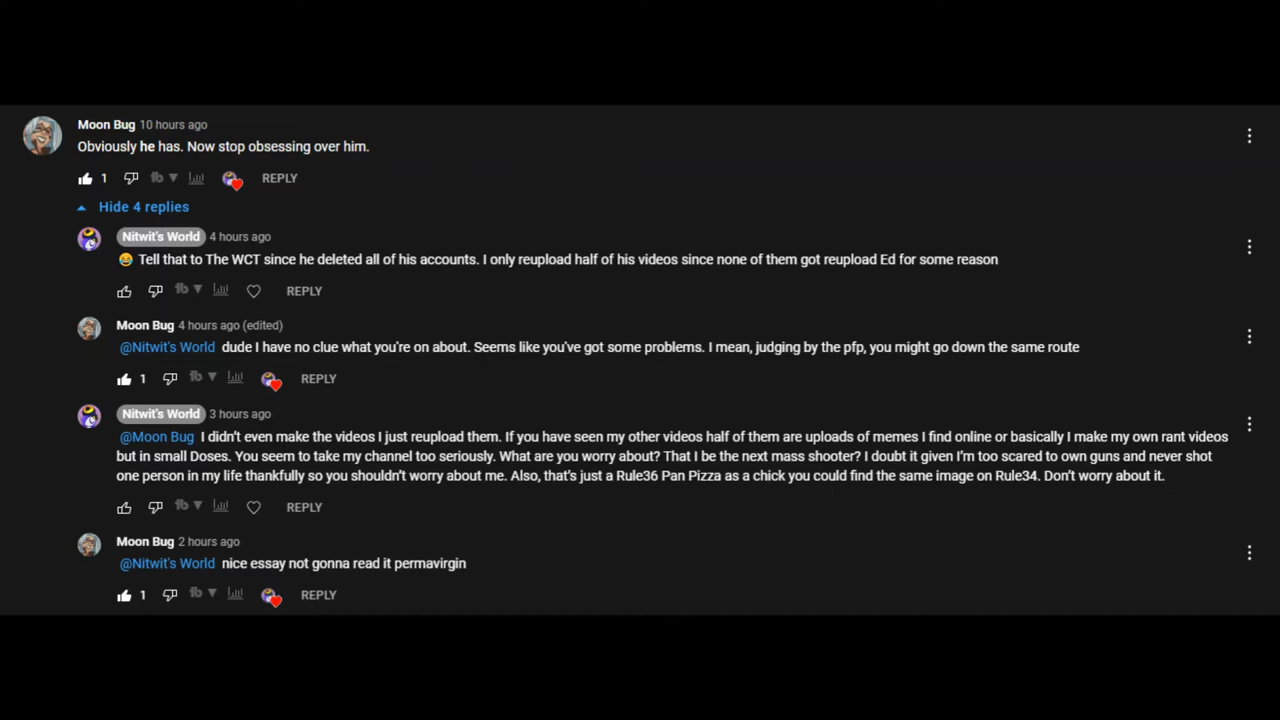 Moon Bug 10 hours ago
Obviously he has. Now stop obsessing over him.
1 REPLY
Hide 4 replies
Nitwit's World 4 hours ago
😂 Tell that to The WCT since he deleted all of his accounts. I only reupload half of his videos since none of them got reupload Ed for some reason
REPLY
Moon Bug 4 hours ago (edited)
@Nitwit's World dude I have no clue what you're on about. Seems like you've got some problems. I mean, judging by the pfp, you might go down the same route
1 REPLY
Nitwit's World 3 hours ago
@Moon Bug I didn't even make the videos I just reupload them. If you have seen my other videos half of them are uploads of memes I find online or basically I make my own rant videos
but in small Doses. You seem to take my channel too seriously. What are you worry about? That I be the next mass shooter? I doubt it given I'm too scared to own guns and never shot
one person in my life thankfully so you shouldn't worry about me. Also, that's just a Rule36 Pan Pizza as a chick you could find the same image on Rule34. Don't worry about it.
REPLY
Moon Bug 2 hours ago
@Nitwit's World nice essay not gonna read it permavirgin
1 REPLY